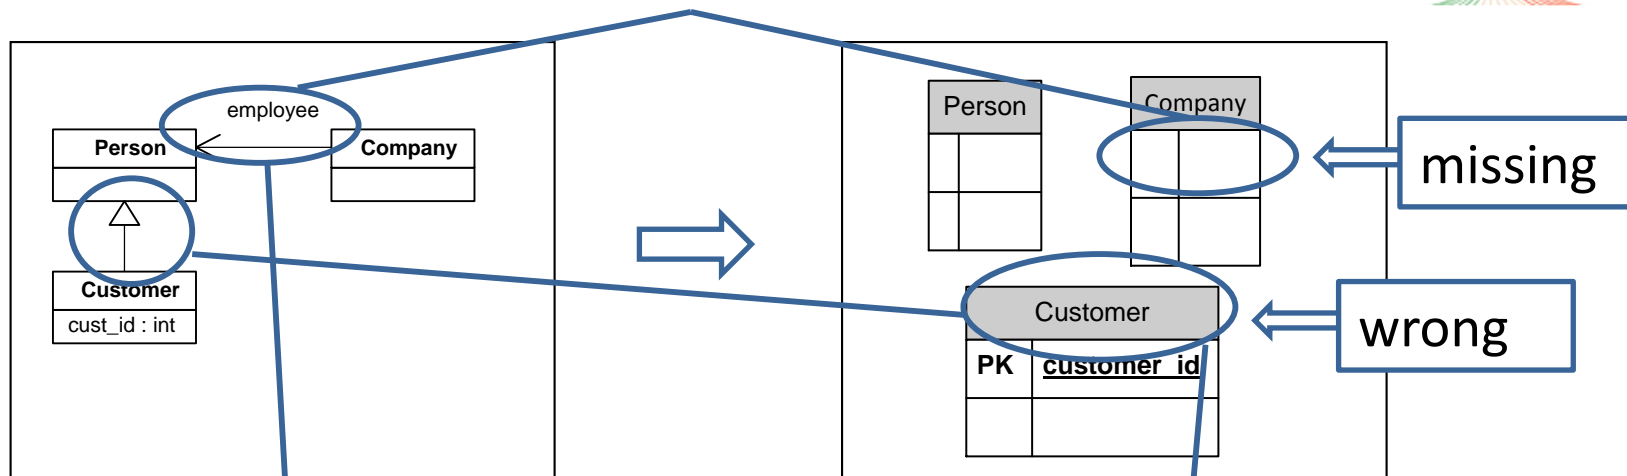 employee
Person
Company
Customer
cust_id : int
Person
Company
missing
Customer
PK customer_id
wrong